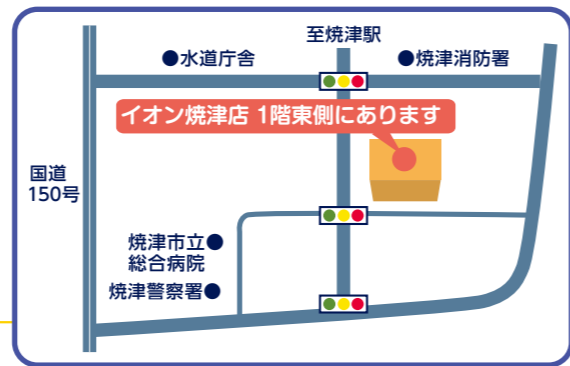 至焼津駅
●水道庁舎
●焼津消防署
イオン焼津店 1階東側にあります
国道
150号
焼津市立●
総合病院
焼津警察署●